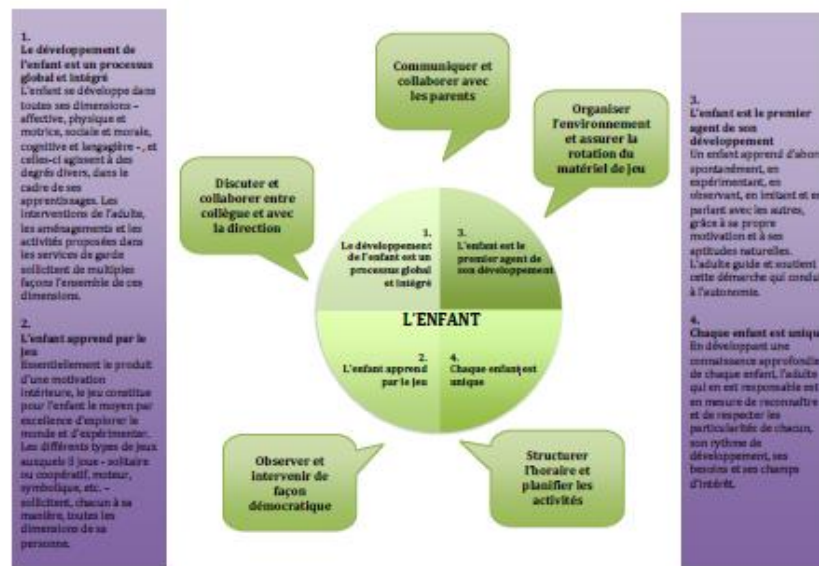 1.
Le développement de
l'enfant est un processus
global et intégré
L'enfant se développe dans
toutes ses dimensions –
affective, physique et
motrice, sociale et morale,
cognitive et langagière –, et
celles-ci agissent à des
degrés divers, dans le
cadre de ses
apprentissages. Les
interventions de l'adulte,
les aménagements et les
activités proposées dans
les services de garde
sollicitent de multiples
façons l'ensemble de ces
dimensions.
2.
L'enfant apprend par le
jeu
Essentiellement le produit
d'une motivation
intérieure, le jeu constitue
pour l'enfant le moyen par
excellence d'explorer le
monde et d'expérimenter.
Les différents types de jeux
auxquels il joue – solitaire
ou coopératif, moteur,
symbolique, etc. –
sollicitent, chacun à sa
manière, toutes les
dimensions de sa
personne.
Communiquer et
collaborer avec
les parents
Organiser
l'environnement
et assurer la
rotation du
matériel de jeu
Discuter et
collaborer entre
collègue et avec
la direction
1.
Le développement
de l'enfant est un
processus global
et intégré
3.
L'enfant est le
premier agent de
son développement
L'ENFANT
2.
L'enfant apprend
par le jeu
4.
Chaque enfant est
unique
Observer et
intervenir de
façon
démocratique
Structurer
l'horaire et
planifier les
activités
3.
L'enfant est le premier
agent de son
développement
Un enfant apprend d'abor
spontanément, en
expérimentant, en
observant, en imitant et en
parlant avec les autres,
grâce à sa propre
motivation et à ses
aptitudes naturelles.
L'adulte guide et soutient
cette démarche qui condui
à l'autonomie.
4.
Chaque enfant est uniqu
En développant une
connaissance approfondie
de chaque enfant, l'adulte
qui en est responsable est
en mesure de reconnaître
et de respecter les
particularités de chacun,
son rythme de
développement, ses
besoins et ses champs
d'intérêt.